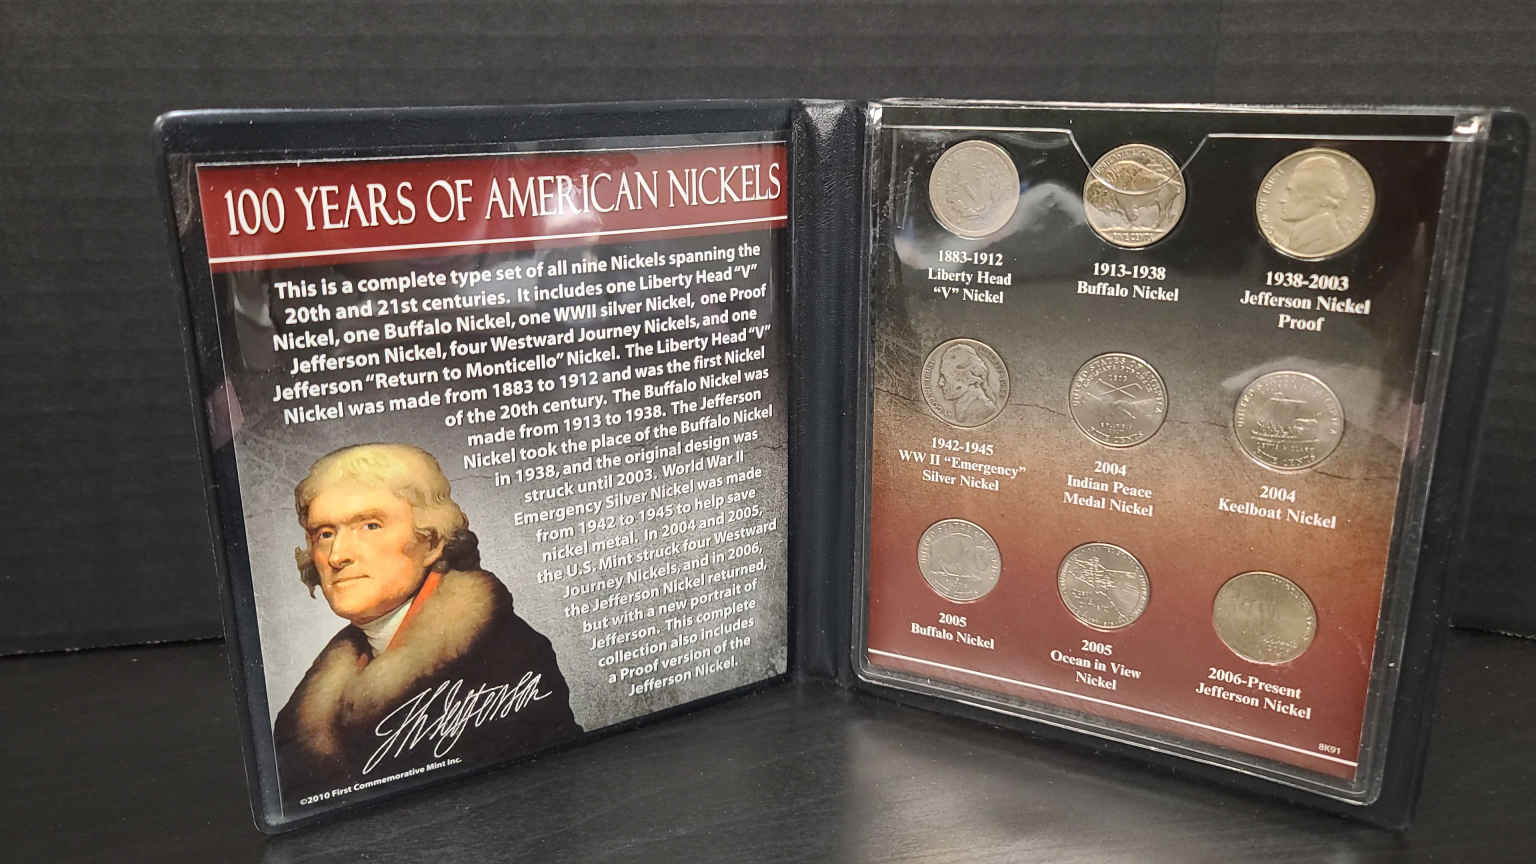 100 YEARS OF AMERICAN NICKELS
This is a complete type set of all nine Nickels spanning the
20th and 21st centuries. It includes one Liberty Head "V"
Nickel, one Buffalo Nickel, one WWII silver Nickel, one Proof
Jefferson Nickel, four Westward Journey Nickels, and one
Jefferson "Return to Monticello" Nickel. The Liberty Head "V"
Nickel was made from 1883 to 1912 and was the first Nickel
of the 20th century. The Buffalo Nickel was
made from 1913 to 1938. The Jefferson
Nickel took the place of the Buffalo Nickel
in 1938, and the original design was
struck until 2003. World War II
Emergency Silver Nickel was made
from 1942 to 1945 to help save
nickel metal. In 2004 and 2005,
the U.S. Mint struck four Westward
Journey Nickels, and in 2006,
the Jefferson Nickel returned,
but with a new portrait of
Jefferson. This complete
collection also includes
a Proof version of the
Jefferson Nickel.
Th Jefferson
©2010 First Commemorative Mint Inc.
1883-1912
Liberty Head
"V" Nickel
1913-1938
Buffalo Nickel
1938-2003
Jefferson Nickel
Proof
1942-1945
WW II "Emergency"
Silver Nickel
2004
Indian Peace
Medal Nickel
2004
Keelboat Nickel
2005
Buffalo Nickel
2005
Ocean in View
Nickel
2006-Present
Jefferson Nickel
8K91